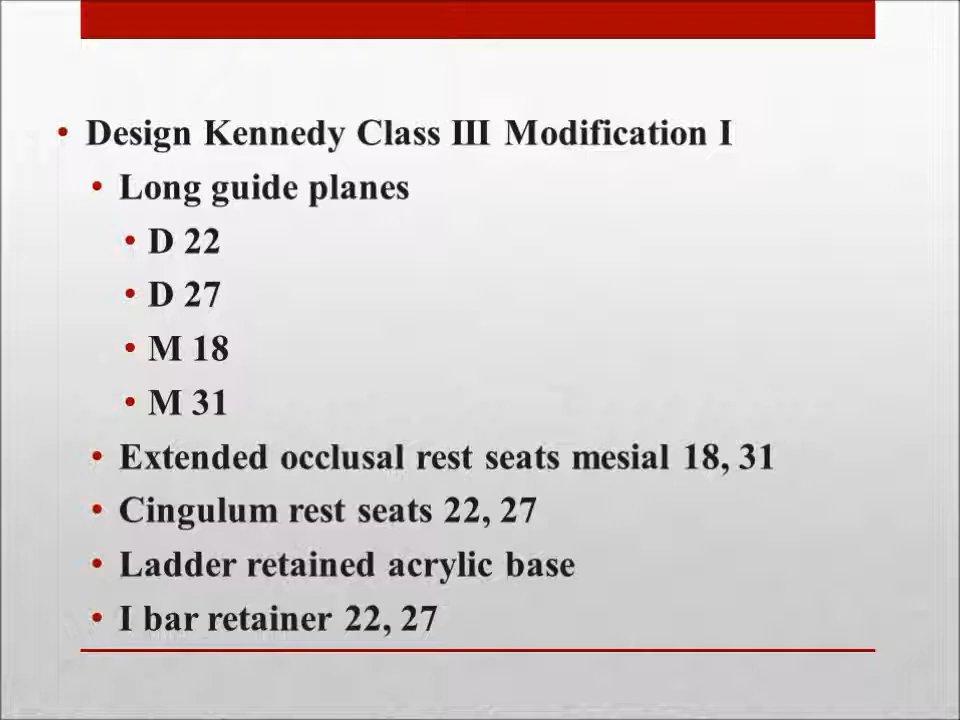 • Design Kennedy Class III Modification I
• Long guide planes
• D 22
• D 27
• M 18
• M 31
• Extended occlusal rest seats mesial 18, 31
• Cingulum rest seats 22, 27
• Ladder retained acrylic base
• I bar retainer 22, 27